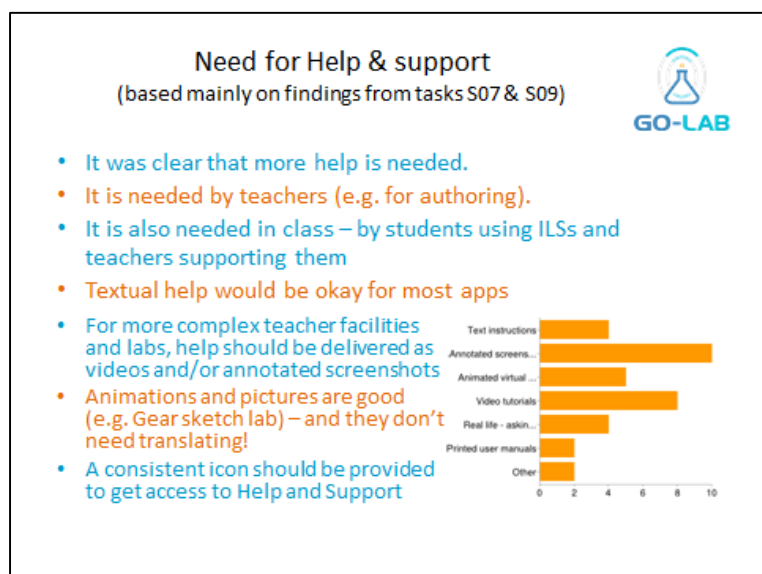 Need for Help & support
(based mainly on findings from tasks S07 & S09)
GO-LAB
• It was clear that more help is needed.
• It is needed by teachers (e.g. for authoring).
• It is also needed in class – by students using ILSs and
teachers supporting them
• Textual help would be okay for most apps
• For more complex teacher facilities
and labs, help should be delivered as
videos and/or annotated screenshots
• Animations and pictures are good
(e.g. Gear sketch lab) – and they don't
need translating!
• A consistent icon should be provided
to get access to Help and Support
Text instructions
Annotated screens...
Animated virtual ...
Video tutorials
Real life - askin...
Printed user manuals
Other
0 2 4 6 8 10